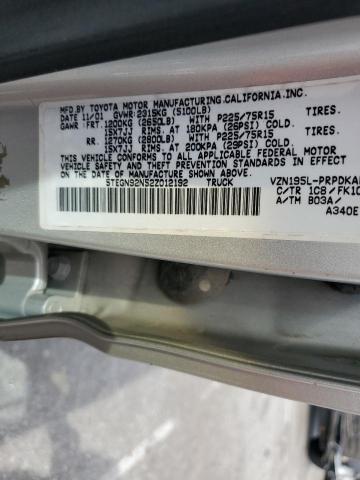 MFD.BY TOYOTA MOTOR MANUFACTURING,CALIFORNIA,INC.
DATE 11/01 GVWR 2315KG (5100LB)
GAWR FRT. 1200KG (2650LB) WITH P225/75R15 TIRES.
15X7JJ RIMS. AT 180KPA (26PSI) COLD.
RR. 1270KG (2800LB) WITH P225/75R15 TIRES.
15X7JJ RIMS. AT 200KPA (29PSI) COLD.
THIS VEHICLE CONFORMS TO ALL APPLICABLE
FEDERAL MOTOR VEHICLE SAFETY, BUMPER AND THEFT
PREVENTION STANDARDS IN EFFECT ON THE DATE OF
MANUFACTURE SHOWN ABOVE.
5TEGN92N52Z012192 TRUCK
VZN195L-PRPDKA
C/TR 1C8/FK10
A/TM B03A/
A340E